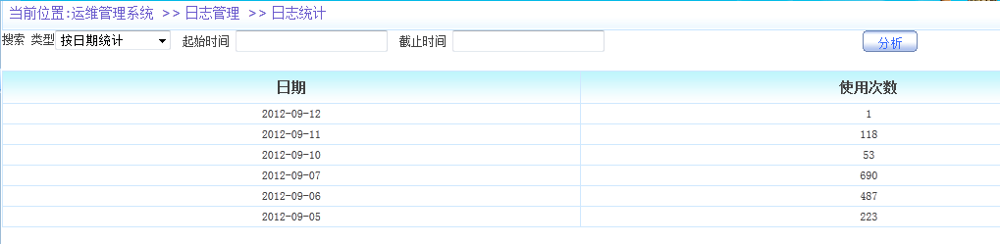 当前位置:运维管理系统 >> 日志管理 >> 日志统计
搜索 类型 按日期统计 起始时间 截止时间 分析
日期 使用次数
2012-09-12 1
2012-09-11 118
2012-09-10 53
2012-09-07 690
2012-09-06 487
2012-09-05 223